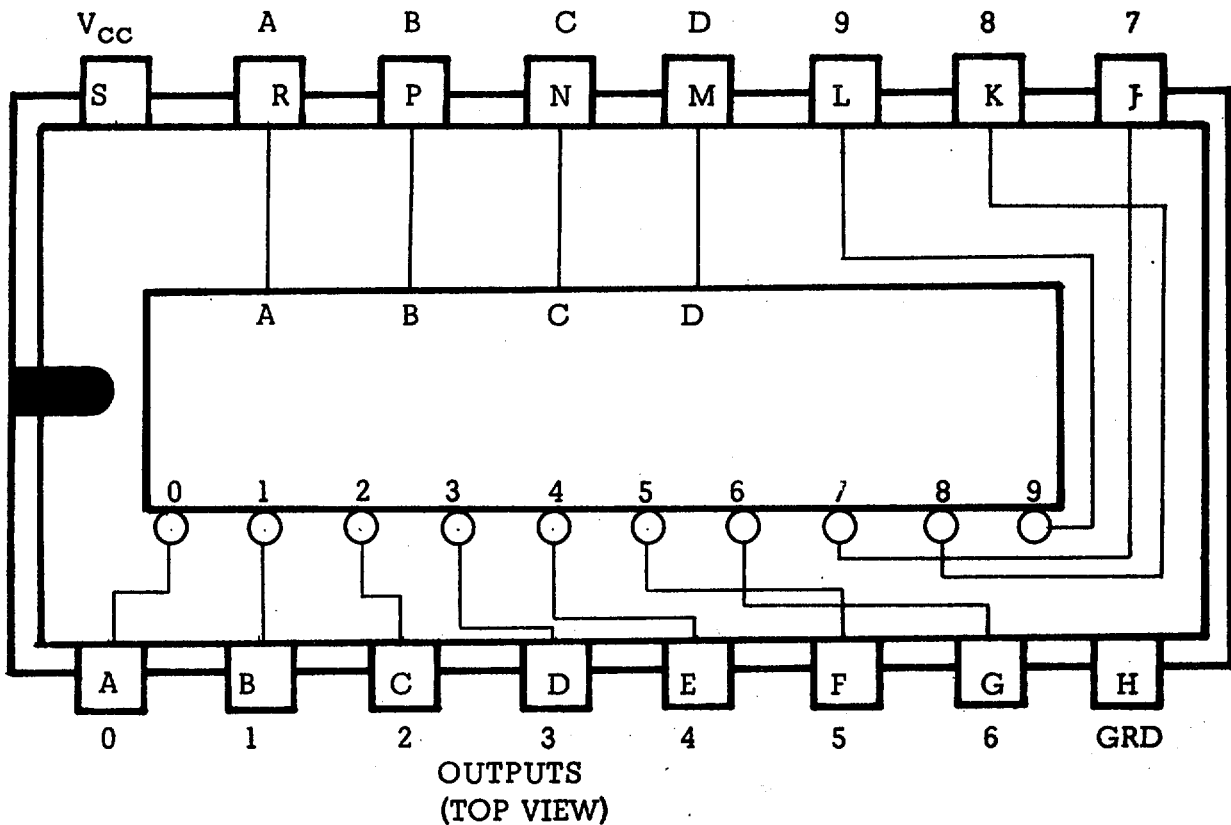 VCC A B C D 9 8 7
S R P N M L K J
A B C D
0 1 2 3 4 5 6 7 8 9
A B C D E F G H
0 1 2 3 4 5 6 GRD
OUTPUTS
(TOP VIEW)